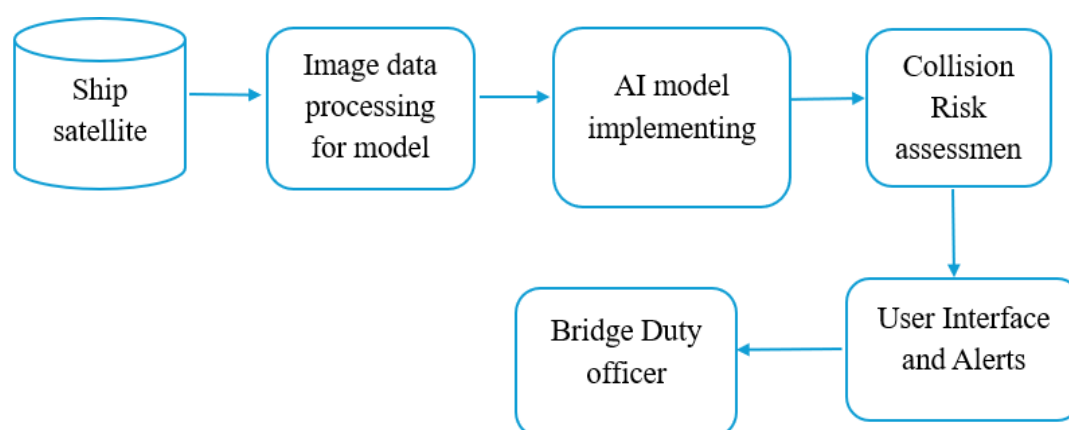 Ship
satellite
Image data
processing
for model
AI model
implementing
Collision
Risk
assessmen
User Interface
and Alerts
Bridge Duty
officer